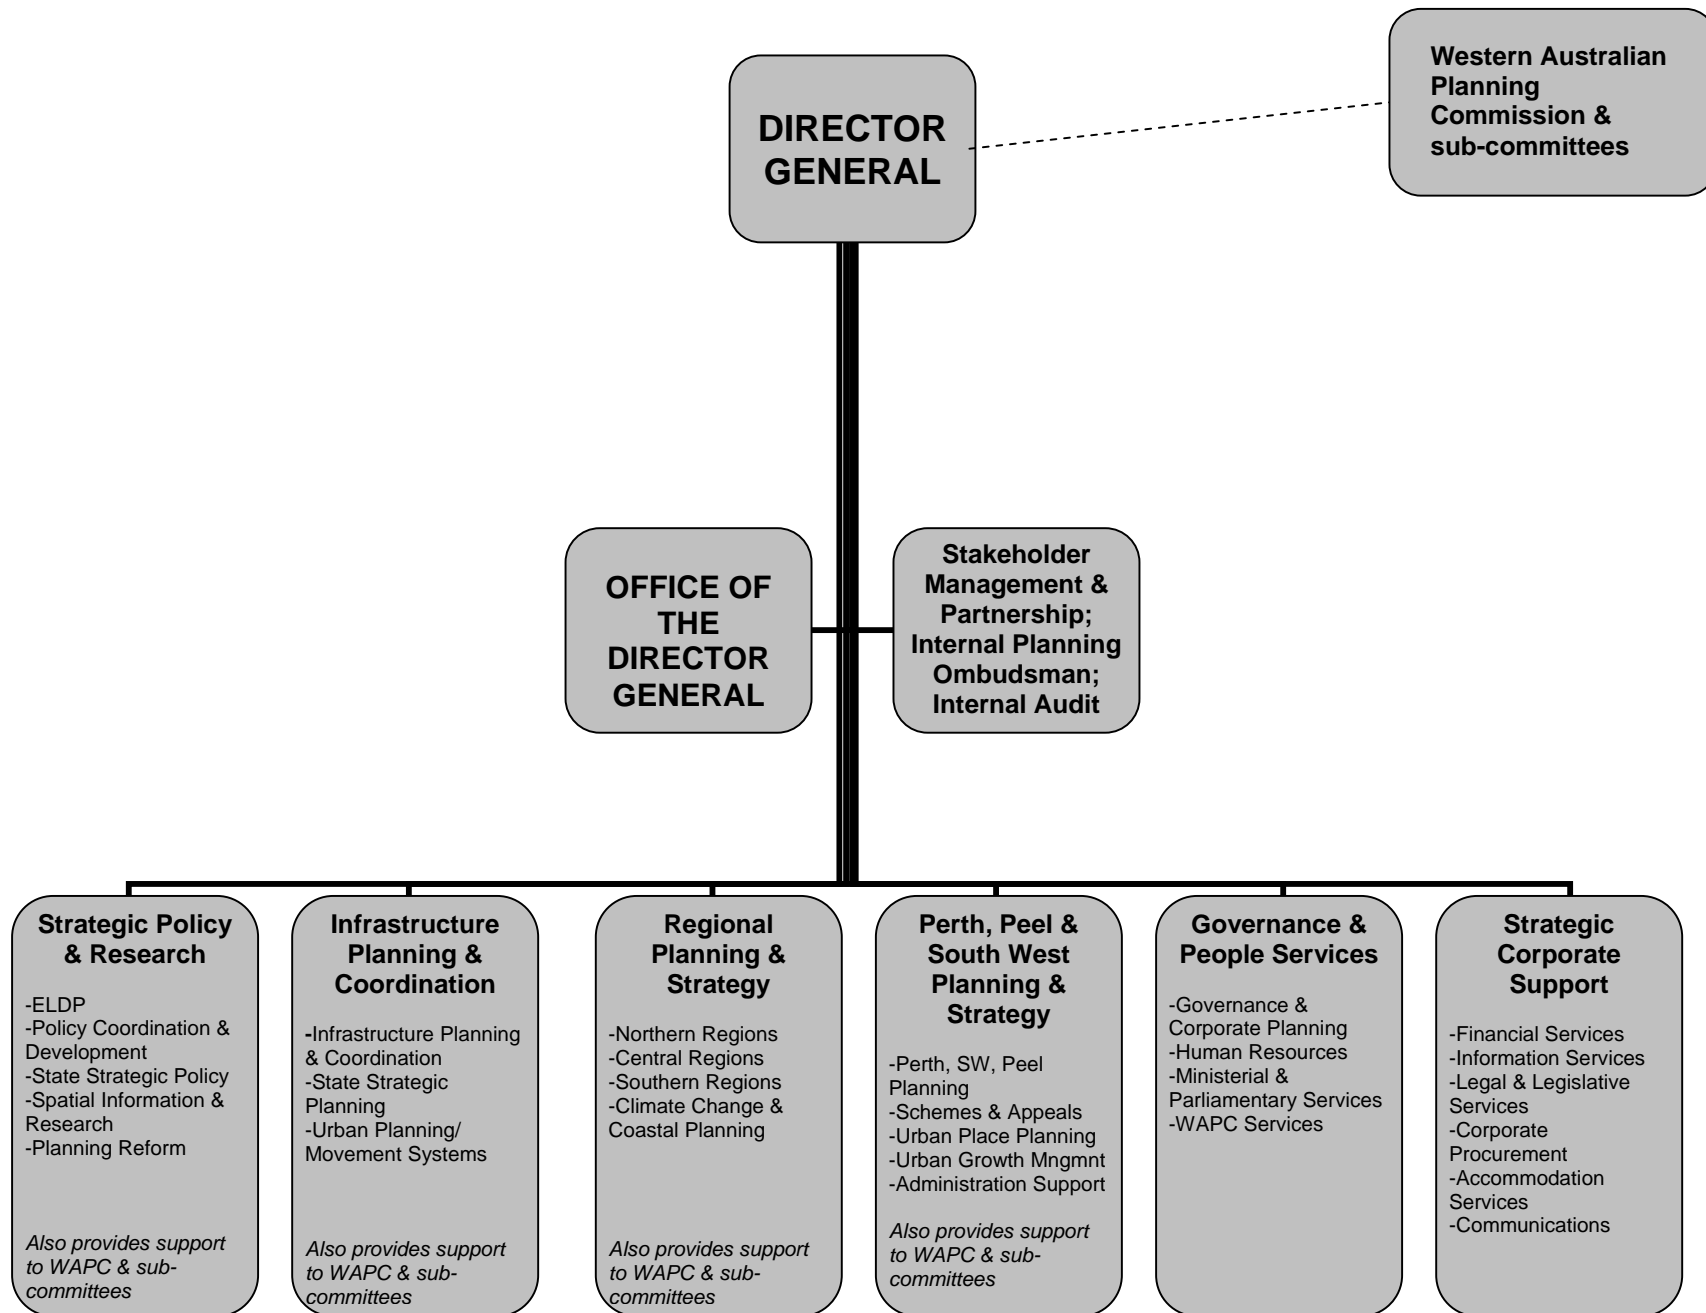 DIRECTOR
GENERAL
Western Australian
Planning
Commission &
sub-committees
OFFICE OF
THE
DIRECTOR
GENERAL
Stakeholder
Management &
Partnership;
Internal Planning
Ombudsman;
Internal Audit
Strategic Policy
& Research
-ELDP
-Policy Coordination &
Development
-State Strategic Policy
-Spatial Information &
Research
-Planning Reform
Also provides support
to WAPC & sub-
committees
Infrastructure
Planning &
Coordination
-Infrastructure Planning
& Coordination
-State Strategic
Planning
-Urban Planning/
Movement Systems
Also provides support
to WAPC & sub-
committees
Regional
Planning &
Strategy
-Northern Regions
-Central Regions
-Southern Regions
-Climate Change &
Coastal Planning
Also provides support
to WAPC & sub-
committees
Perth, Peel &
South West
Planning &
Strategy
-Perth, SW, Peel
Planning
-Schemes & Appeals
-Urban Place Planning
-Urban Growth Mngmnt
-Administration Support
Also provides support
to WAPC & sub-
committees
Governance &
People Services
-Governance &
Corporate Planning
-Human Resources
-Ministerial &
Parliamentary Services
-WAPC Services
Strategic
Corporate
Support
-Financial Services
-Information Services
-Legal & Legislative
Services
-Corporate
Procurement
-Accommodation
Services
-Communications